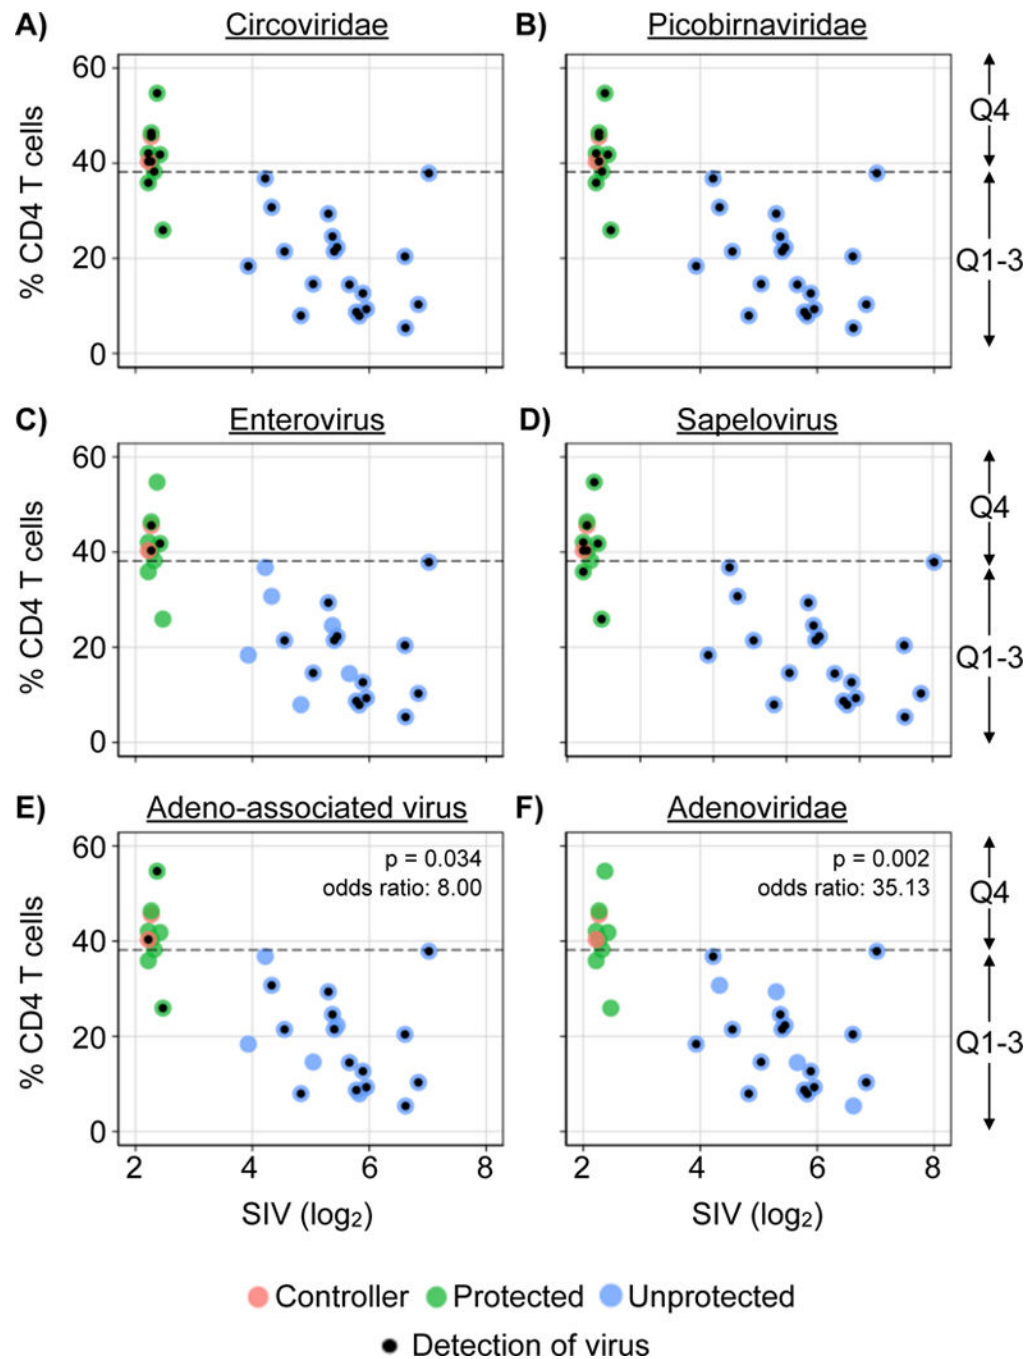 A) Circoviridae B) Picobirnaviridae
60
40
20
0
% CD4 T cells
Q4
Q1-3
C) Enterovirus D) Sapelovirus
60
40
20
0
% CD4 T cells
Q4
Q1-3
E) Adeno-associated virus F) Adenoviridae
p = 0.034 p = 0.002
odds ratio: 8.00 odds ratio: 35.13
60
40
20
0
% CD4 T cells
Q4
Q1-3
2 4 6 8 2 4 6 8
SIV (log₂) SIV (log₂)
Controller Protected Unprotected
Detection of virus